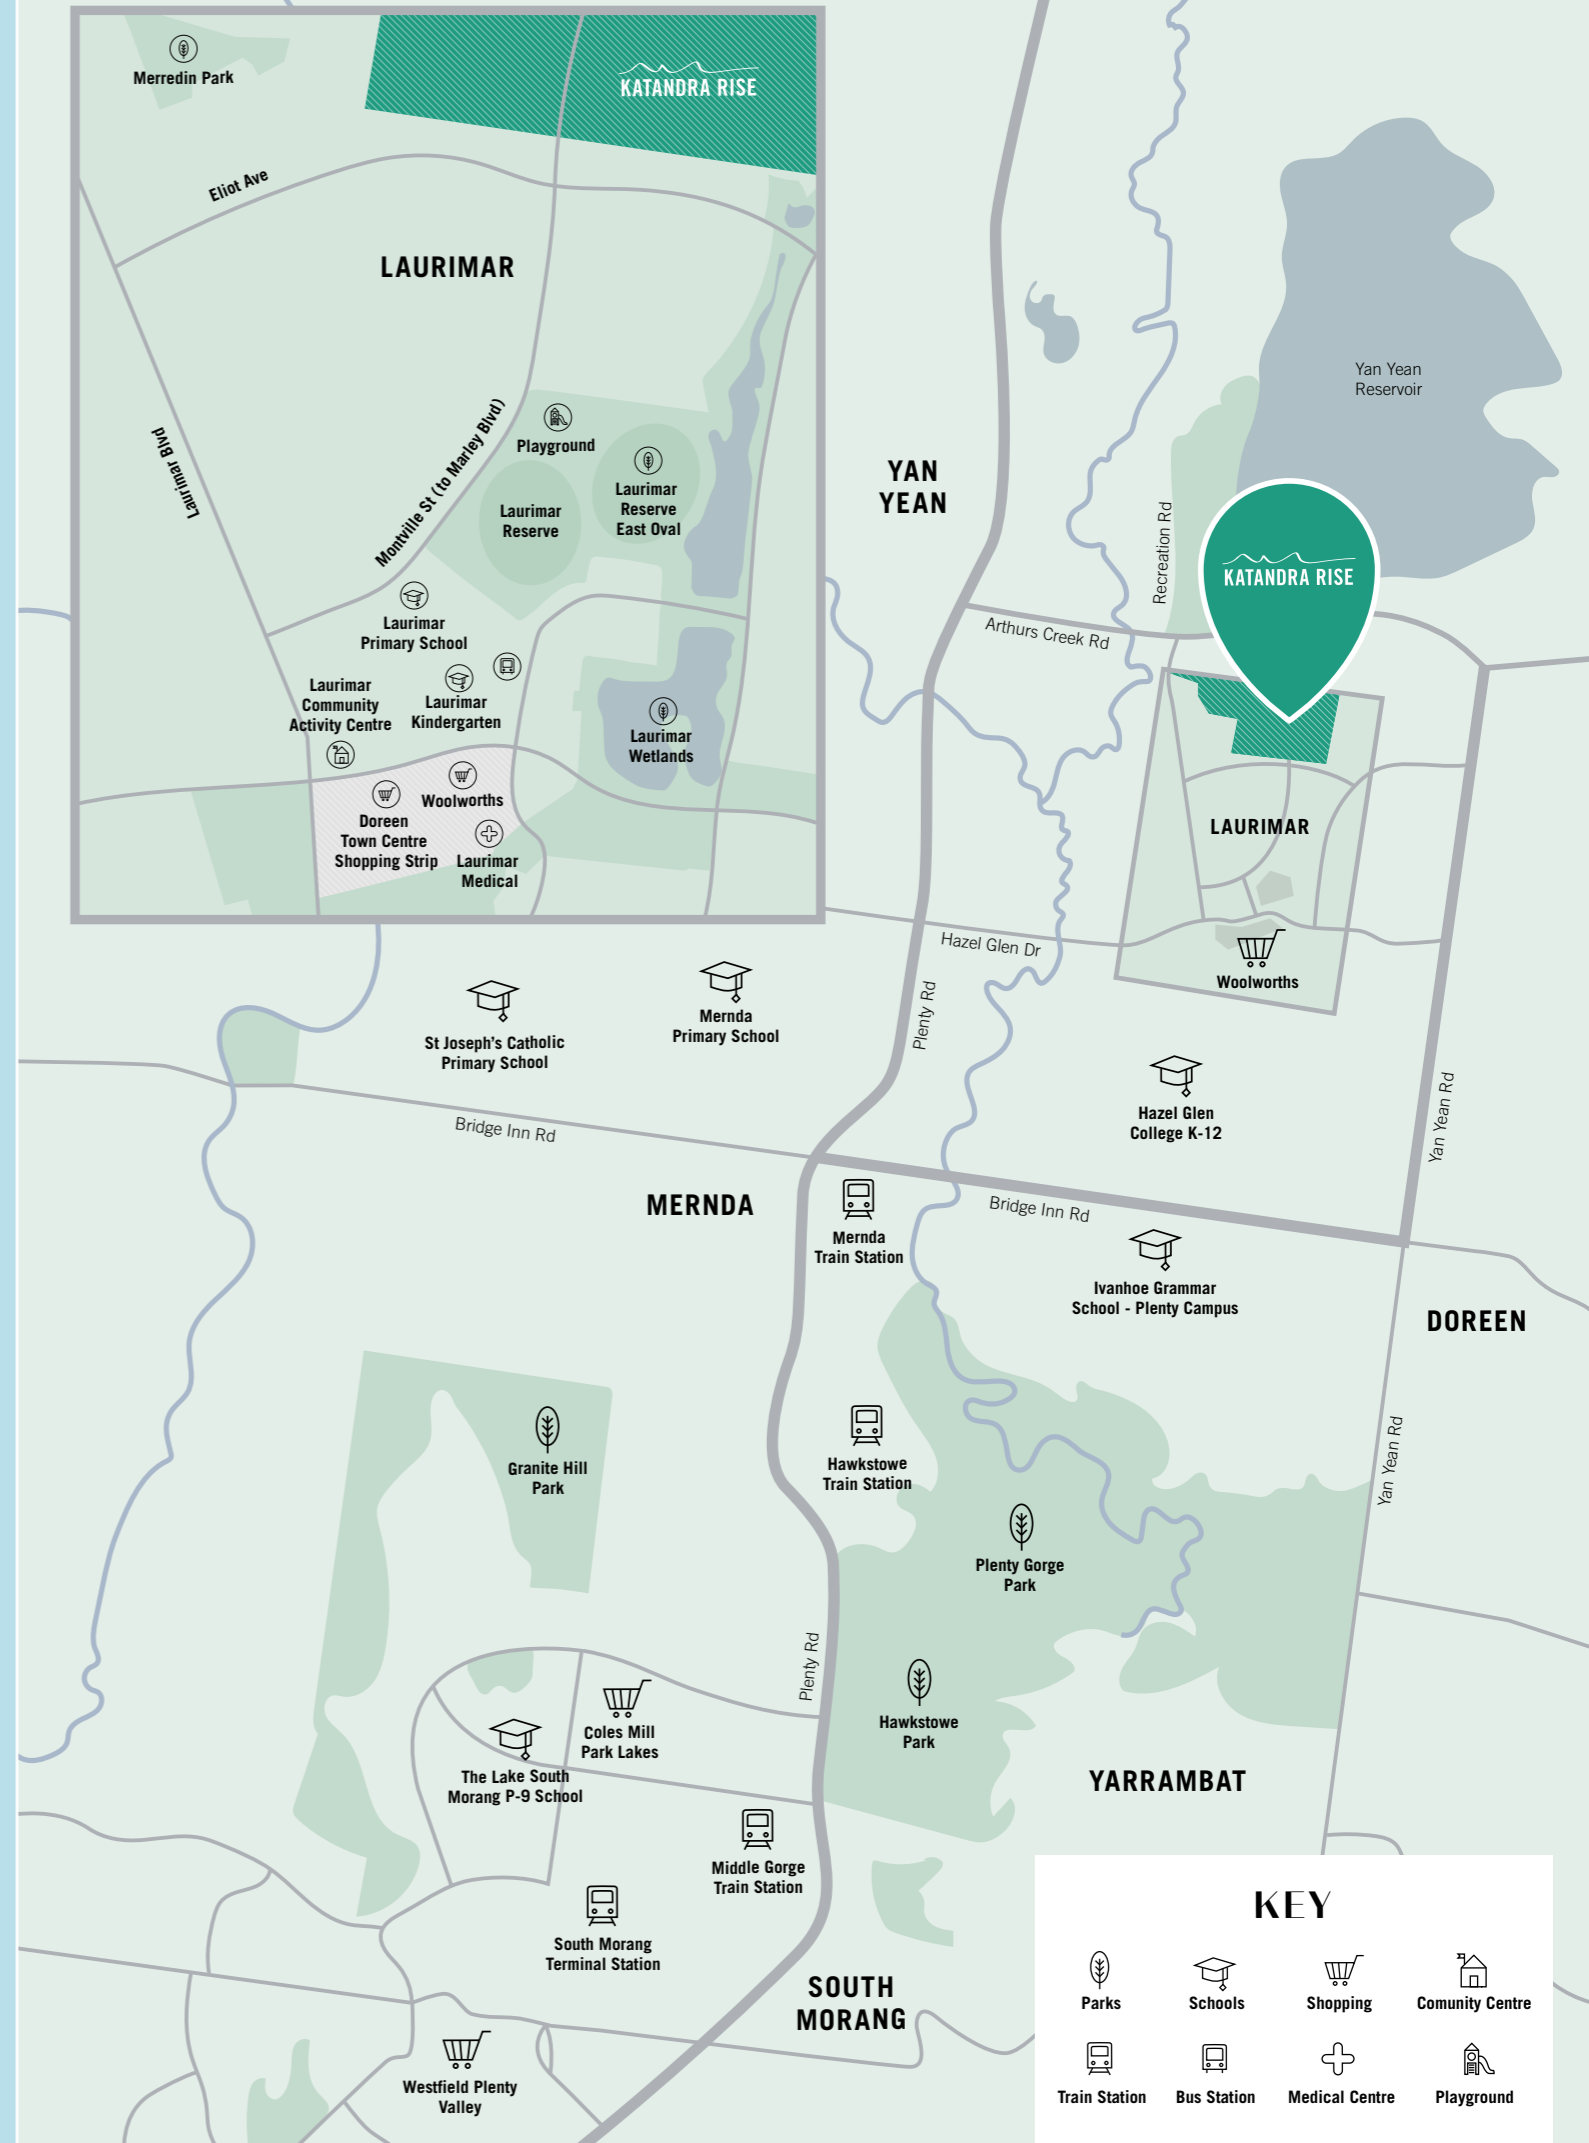 Merredin Park
KATANDRA RISE
Eliot Ave
LAURIMAR
Laurimar Blvd
Montville St (to Marley Blvd)
Playground
Laurimar
Reserve
Laurimar
Reserve
East Oval
Laurimar
Primary School
Laurimar
Community
Activity Centre
Laurimar
Kindergarten
Laurimar
Wetlands
Woolworths
Doreen
Town Centre
Shopping Strip
Laurimar
Medical
YAN
YEAN
Yan Yean
Reservoir
Recreation Rd
KATANDRA RISE
Arthurs Creek Rd
LAURIMAR
Hazel Glen Dr
Woolworths
Plenty Rd
St Joseph's Catholic
Primary School
Mernda
Primary School
Hazel Glen
College K-12
Yan Yean Rd
Bridge Inn Rd
MERNDA
Mernda
Train Station
Bridge Inn Rd
Ivanhoe Grammar
School - Plenty Campus
DOREEN
Granite Hill
Park
Hawkstowe
Train Station
Yan Yean Rd
Plenty Gorge
Park
Plenty Rd
Hawkstowe
Park
Coles Mill
Park Lakes
The Lake South
Morang P-9 School
YARRAMBAT
Middle Gorge
Train Station
South Morang
Terminal Station
SOUTH
MORANG
Westfield Plenty
Valley
KEY
Parks
Schools
Shopping
Comunity Centre
Train Station
Bus Station
Medical Centre
Playground